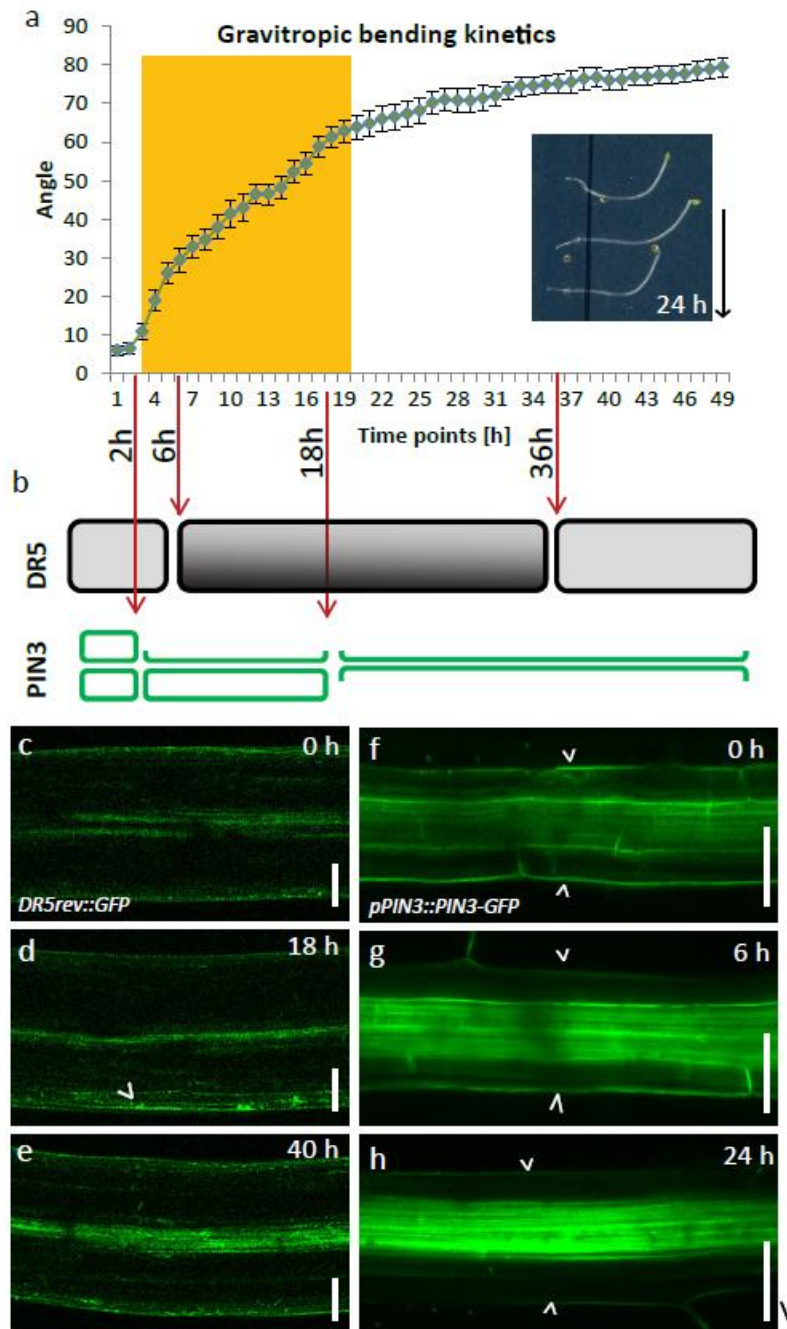 a
Gravitropic bending kinetics
90
80
70
60
50
40
30
20
10
0
Angle
24 h
1 4 7 10 13 16 19 22 25 28 31 34 37 40 43 46 49
Time points [h]
2h
6h
18h
36h
b
DR5
PIN3
c
0 h
DR5rev::GFP
f
0 h
pPIN3::PIN3-GFP
d
18 h
g
6 h
e
40 h
h
24 h